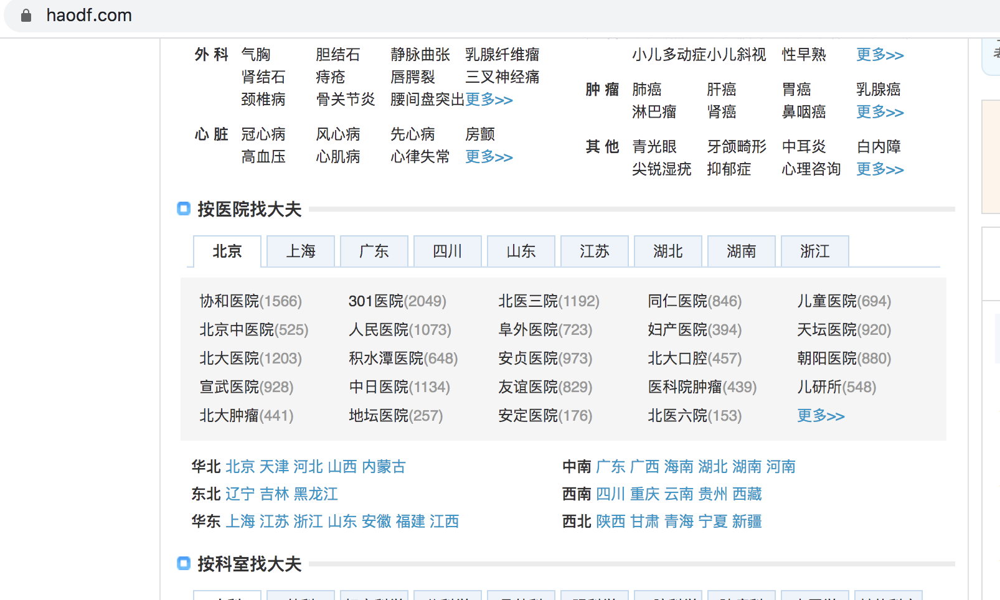 haodf.com
外 科 气胸 胆结石 静脉曲张 乳腺纤维瘤
肾结石 痔疮 唇腭裂 三叉神经痛
颈椎病 骨关节炎 腰间盘突出 更多>>
心 脏 冠心病 风心病 先心病 房颤
高血压 心肌病 心律失常 更多>>
小儿多动症 小儿斜视 性早熟 更多>>
肿 瘤 肺癌 肝癌 胃癌 乳腺癌
淋巴瘤 肾癌 鼻咽癌 更多>>
其 他 青光眼 牙颌畸形 中耳炎 白内障
尖锐湿疣 抑郁症 心理咨询 更多>>
按医院找大夫
北京 上海 广东 四川 山东 江苏 湖北 湖南 浙江
协和医院(1566) 301医院(2049) 北医三院(1192) 同仁医院(846) 儿童医院(694)
北京中医院(525) 人民医院(1073) 阜外医院(723) 妇产医院(394) 天坛医院(920)
北大医院(1203) 积水潭医院(648) 安贞医院(973) 北大口腔(457) 朝阳医院(880)
宣武医院(928) 中日医院(1134) 友谊医院(829) 医科院肿瘤(439) 儿研所(548)
北大肿瘤(441) 地坛医院(257) 安定医院(176) 北医六院(153) 更多>>
华北 北京 天津 河北 山西 内蒙古
东北 辽宁 吉林 黑龙江
华东 上海 江苏 浙江 山东 安徽 福建 江西
中南 广东 广西 海南 湖北 湖南 河南
西南 四川 重庆 云南 贵州 西藏
西北 陕西 甘肃 青海 宁夏 新疆
按科室找大夫